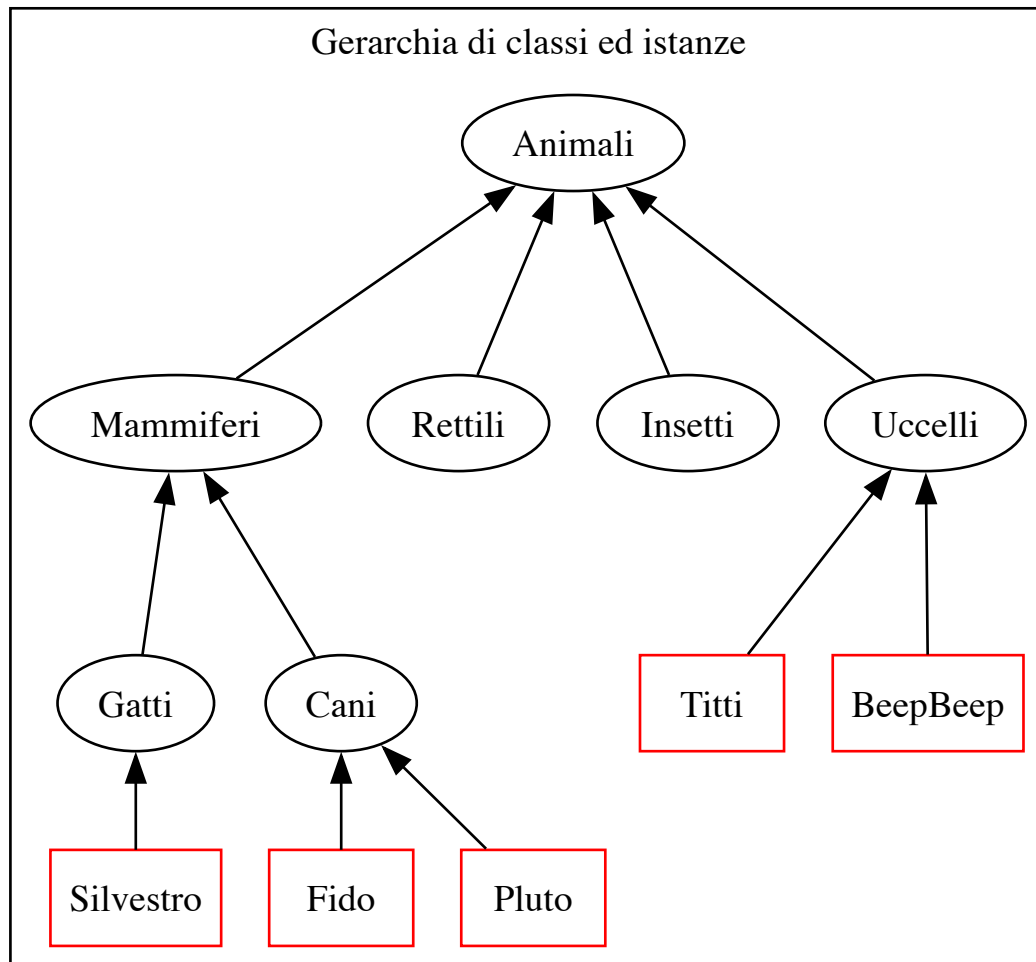 Gerarchia di classi ed istanze
Animali
Mammiferi
Rettili
Insetti
Uccelli
Gatti
Cani
Titti
BeepBeep
Silvestro
Fido
Pluto